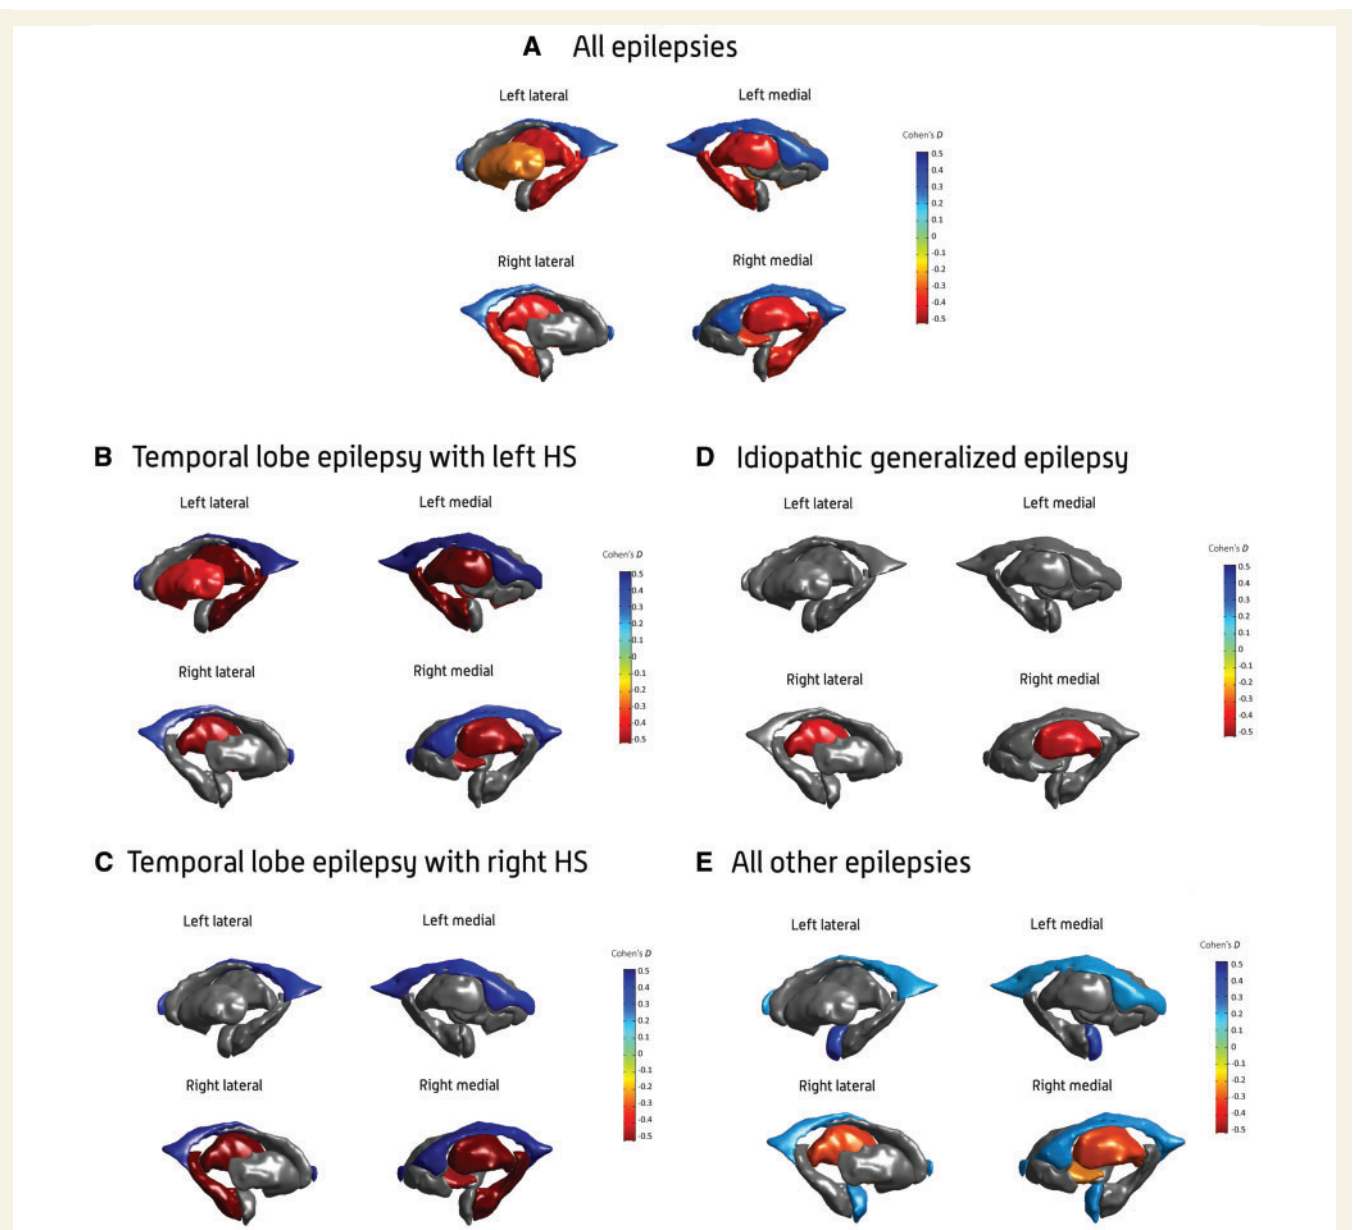 A All epilepsies
Left lateral
Left medial
Cohen's D
0.5
0.4
0.3
0.2
0.1
0
-0.1
-0.2
-0.3
-0.4
-0.5
Right lateral
Right medial
B Temporal lobe epilepsy with left HS
Left lateral
Left medial
Cohen's D
0.5
0.4
0.3
0.2
0.1
0
-0.1
-0.2
-0.3
-0.4
-0.5
Right lateral
Right medial
C Temporal lobe epilepsy with right HS
Left lateral
Left medial
Cohen's D
0.5
0.4
0.3
0.2
0.1
0
-0.1
-0.2
-0.3
-0.4
-0.5
Right lateral
Right medial
D Idiopathic generalized epilepsy
Left lateral
Left medial
Cohen's D
0.5
0.4
0.3
0.2
0.1
0
-0.1
-0.2
-0.3
-0.4
-0.5
Right lateral
Right medial
E All other epilepsies
Left lateral
Left medial
Cohen's D
0.5
0.4
0.3
0.2
0.1
0
-0.1
-0.2
-0.3
-0.4
-0.5
Right lateral
Right medial